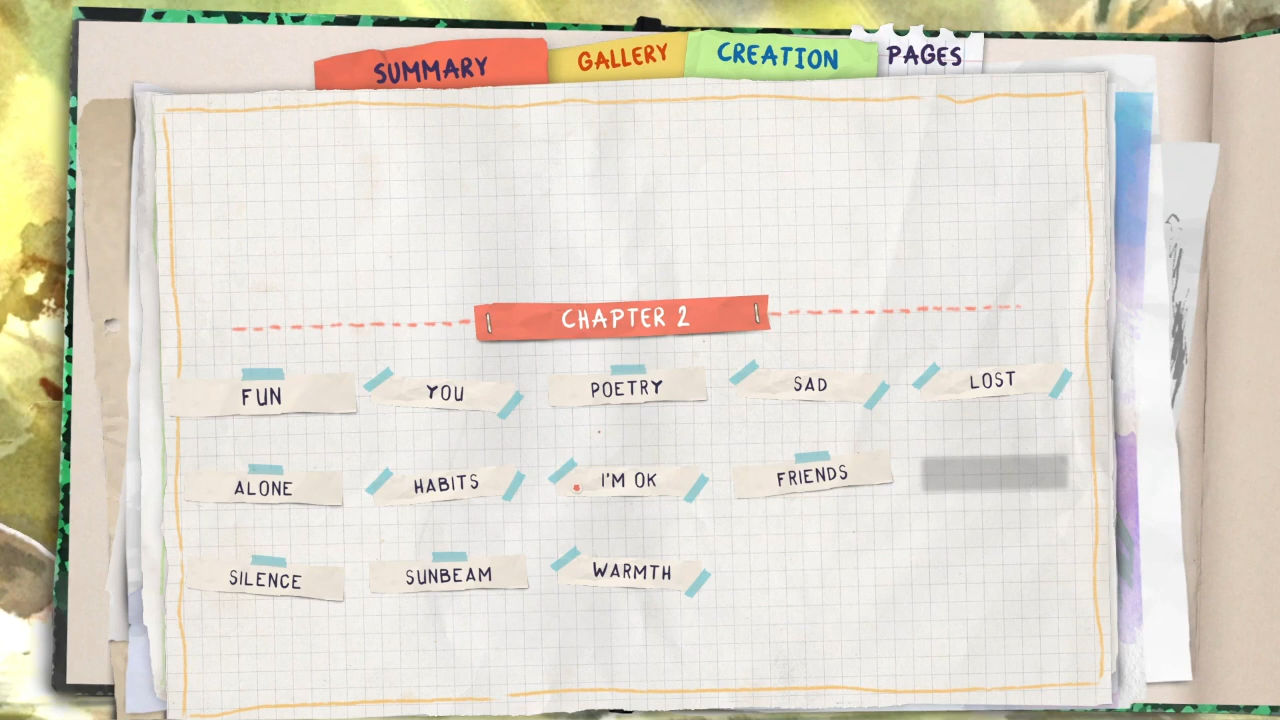 SUMMARY
GALLERY
CREATION
PAGES
CHAPTER 2
FUN
YOU
POETRY
SAD
LOST
ALONE
HABITS
I'M OK
FRIENDS
SILENCE
SUNBEAM
WARMTH